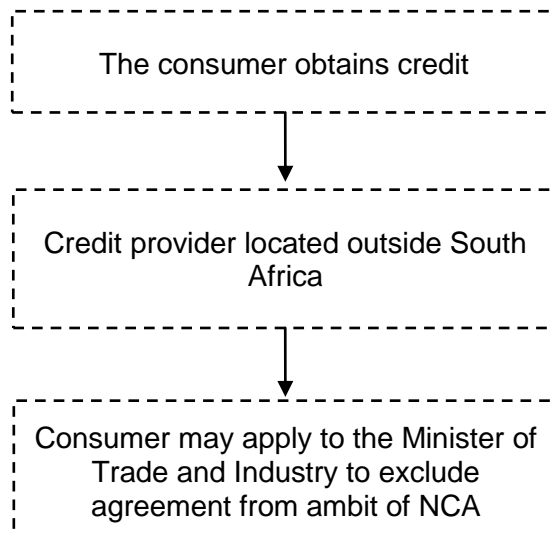 The consumer obtains credit
Credit provider located outside South
Africa
Consumer may apply to the Minister of
Trade and Industry to exclude
agreement from ambit of NCA